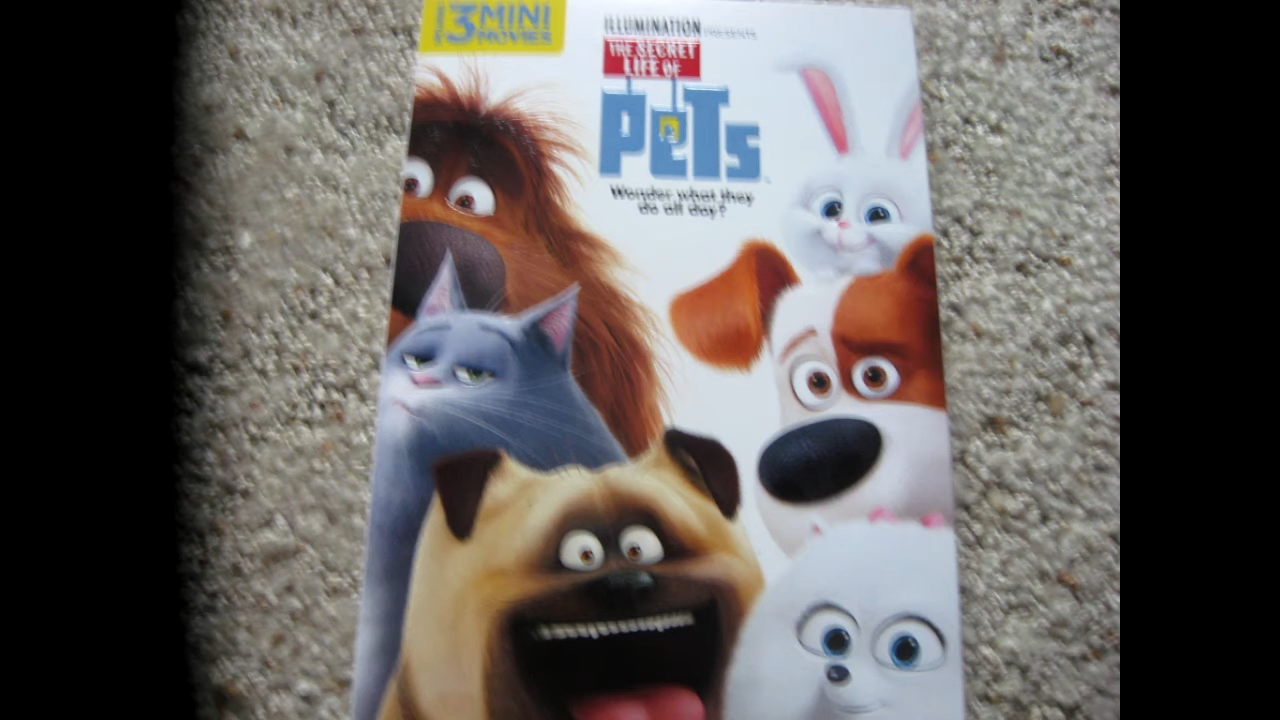 3 MINI
MOVIES
ILLUMINATION PRESENTS
THE SECRET
LIFE OF
PETS
Wonder what they
do all day?